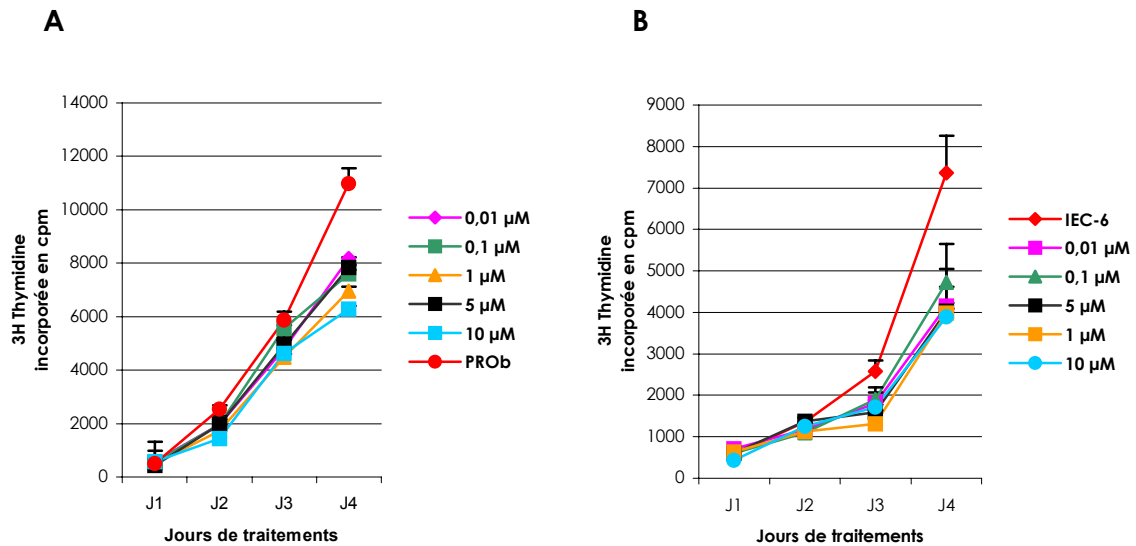 A
3H Thymidine
incorporée en cpm
14000
12000
10000
8000
6000
4000
2000
0
J1 J2 J3 J4
Jours de traitements
0,01 µM
0,1 µM
1 µM
5 µM
10 µM
PROb
B
3H Thymidine
incorporée en cpm
9000
8000
7000
6000
5000
4000
3000
2000
1000
0
J1 J2 J3 J4
Jours de traitements
IEC-6
0,01 µM
0,1 µM
5 µM
1 µM
10 µM